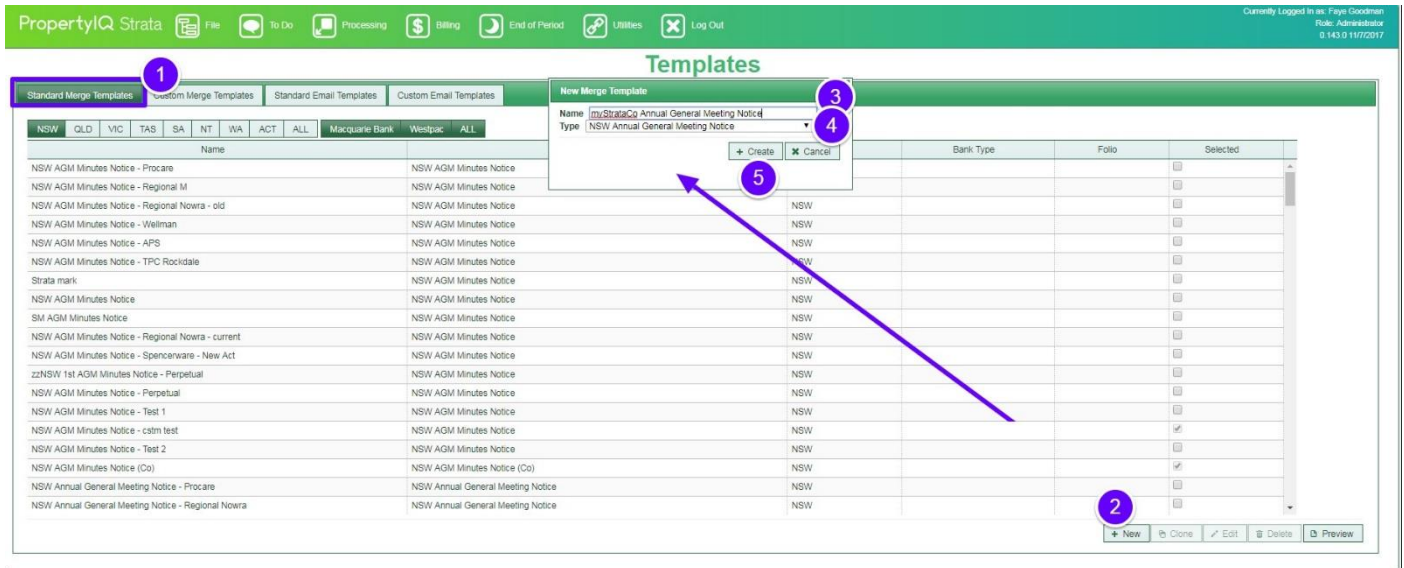 PropertyIQ Strata File To Do Processing Billing End of Period Utilities Log Out
Currently Logged In as: Faye Goodman
Role: Administrator
0.143.0 11/7/2017
Templates
1
Standard Merge Templates Custom Merge Templates Standard Email Templates Custom Email Templates
New Merge Template
3
Name myStrataCo Annual General Meeting Notice
Type NSW Annual General Meeting Notice
4
+ Create Cancel
5
NSW QLD VIC TAS SA NT WA ACT ALL Macquarie Bank Westpac ALL
Name Bank Type Folio Selected
NSW AGM Minutes Notice - Procare NSW AGM Minutes Notice
NSW AGM Minutes Notice - Regional M NSW AGM Minutes Notice
NSW AGM Minutes Notice - Regional Nowra - old NSW AGM Minutes Notice NSW
NSW AGM Minutes Notice - Wellman NSW AGM Minutes Notice NSW
NSW AGM Minutes Notice - APS NSW AGM Minutes Notice NSW
NSW AGM Minutes Notice - TPC Rockdale NSW AGM Minutes Notice NSW
Strata mark NSW AGM Minutes Notice NSW
NSW AGM Minutes Notice NSW AGM Minutes Notice NSW
SM AGM Minutes Notice NSW AGM Minutes Notice NSW
NSW AGM Minutes Notice - Regional Nowra - current NSW AGM Minutes Notice NSW
NSW AGM Minutes Notice - Spencerware - New Act NSW AGM Minutes Notice NSW
zzNSW 1st AGM Minutes Notice - Perpetual NSW AGM Minutes Notice NSW
NSW AGM Minutes Notice - Perpetual NSW AGM Minutes Notice NSW
NSW AGM Minutes Notice - Test 1 NSW AGM Minutes Notice NSW
NSW AGM Minutes Notice - cstm test NSW AGM Minutes Notice NSW
NSW AGM Minutes Notice - Test 2 NSW AGM Minutes Notice NSW
NSW AGM Minutes Notice (Co) NSW AGM Minutes Notice (Co) NSW
NSW Annual General Meeting Notice - Procare NSW Annual General Meeting Notice NSW
NSW Annual General Meeting Notice - Regional Nowra NSW Annual General Meeting Notice NSW
2
+ New Clone Edit Delete Preview